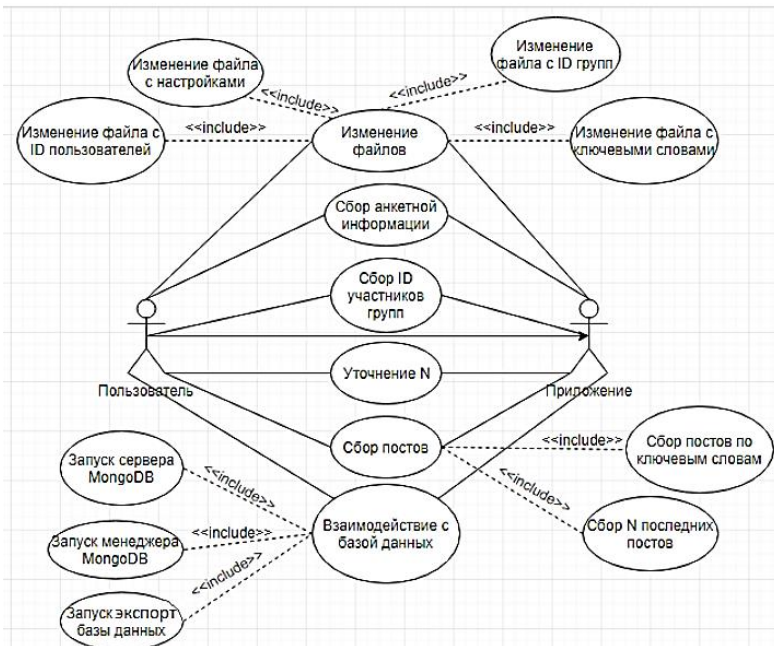 Изменение файла
с настройками
Изменение
файла с ID групп
<<include>>
<<include>>
Изменение файла с
ID пользователей
<<include>>
Изменение
файлов
<<include>>
Изменение файла с
ключевыми словами
Сбор анкетной
информации
Сбор ID
участников
групп
Уточнение N
Пользователь
Приложение
Сбор постов
<<include>>
Сбор постов по
ключевым словам
Запуск сервера
MongoDB
<<include>>
<<include>>
Запуск менеджера
MongoDB
<<include>>
Взаимодействие с
базой данных
Сбор N последних
постов
<<include>>
Запуск экспорт
базы данных